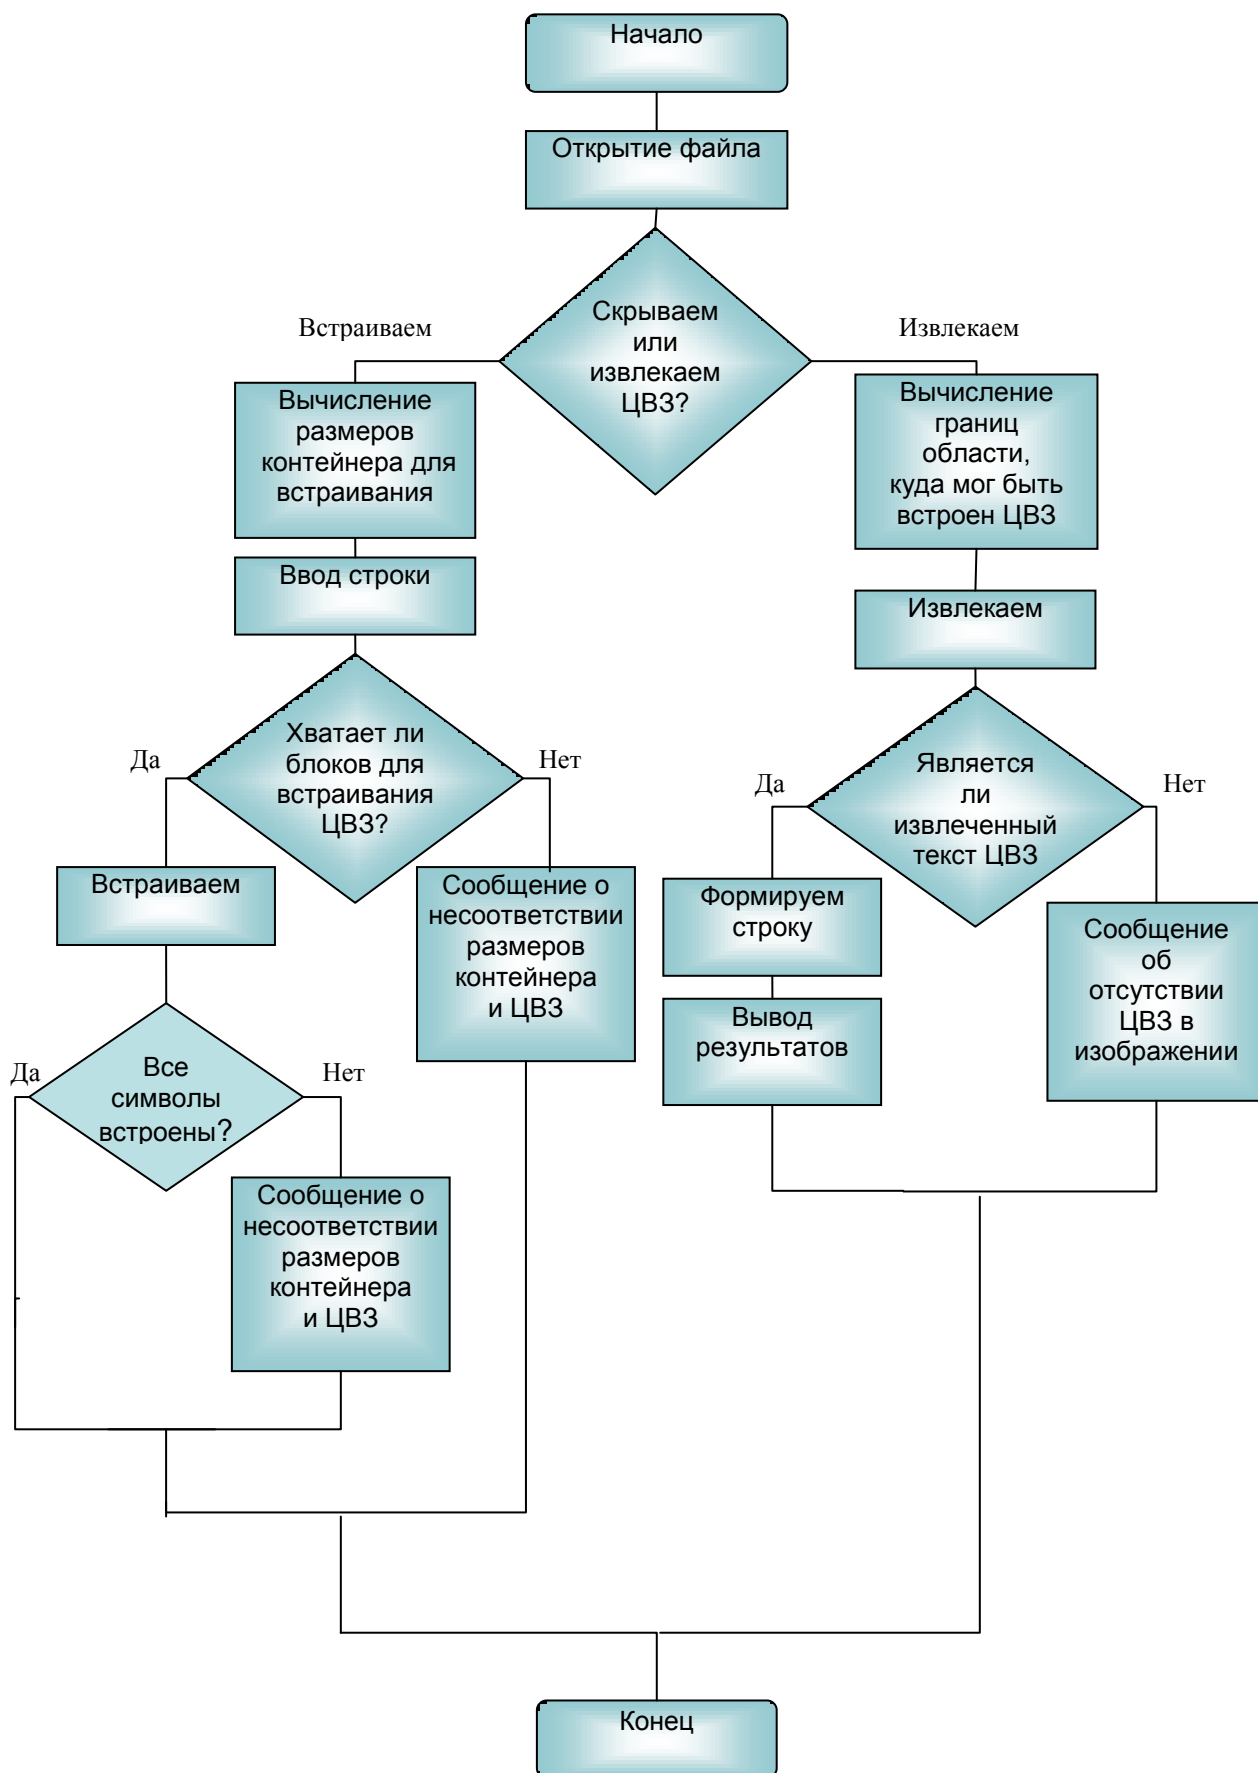 Начало
Открытие файла
Скрываем
или
извлекаем
ЦВЗ?
Встраиваем
Извлекаем
Вычисление
размеров
контейнера для
встраивания
Ввод строки
Хватает ли
блоков для
встраивания
ЦВЗ?
Да
Нет
Встраиваем
Сообщение о
несоответствии
размеров
контейнера
и ЦВЗ
Все
символы
встроены?
Да
Нет
Сообщение о
несоответствии
размеров
контейнера
и ЦВЗ
Вычисление
границ
области,
куда мог быть
встроен ЦВЗ
Извлекаем
Является
ли
извлеченный
текст ЦВЗ
Да
Нет
Формируем
строку
Вывод
результатов
Сообщение
об
отсутствии
ЦВЗ в
изображении
Конец